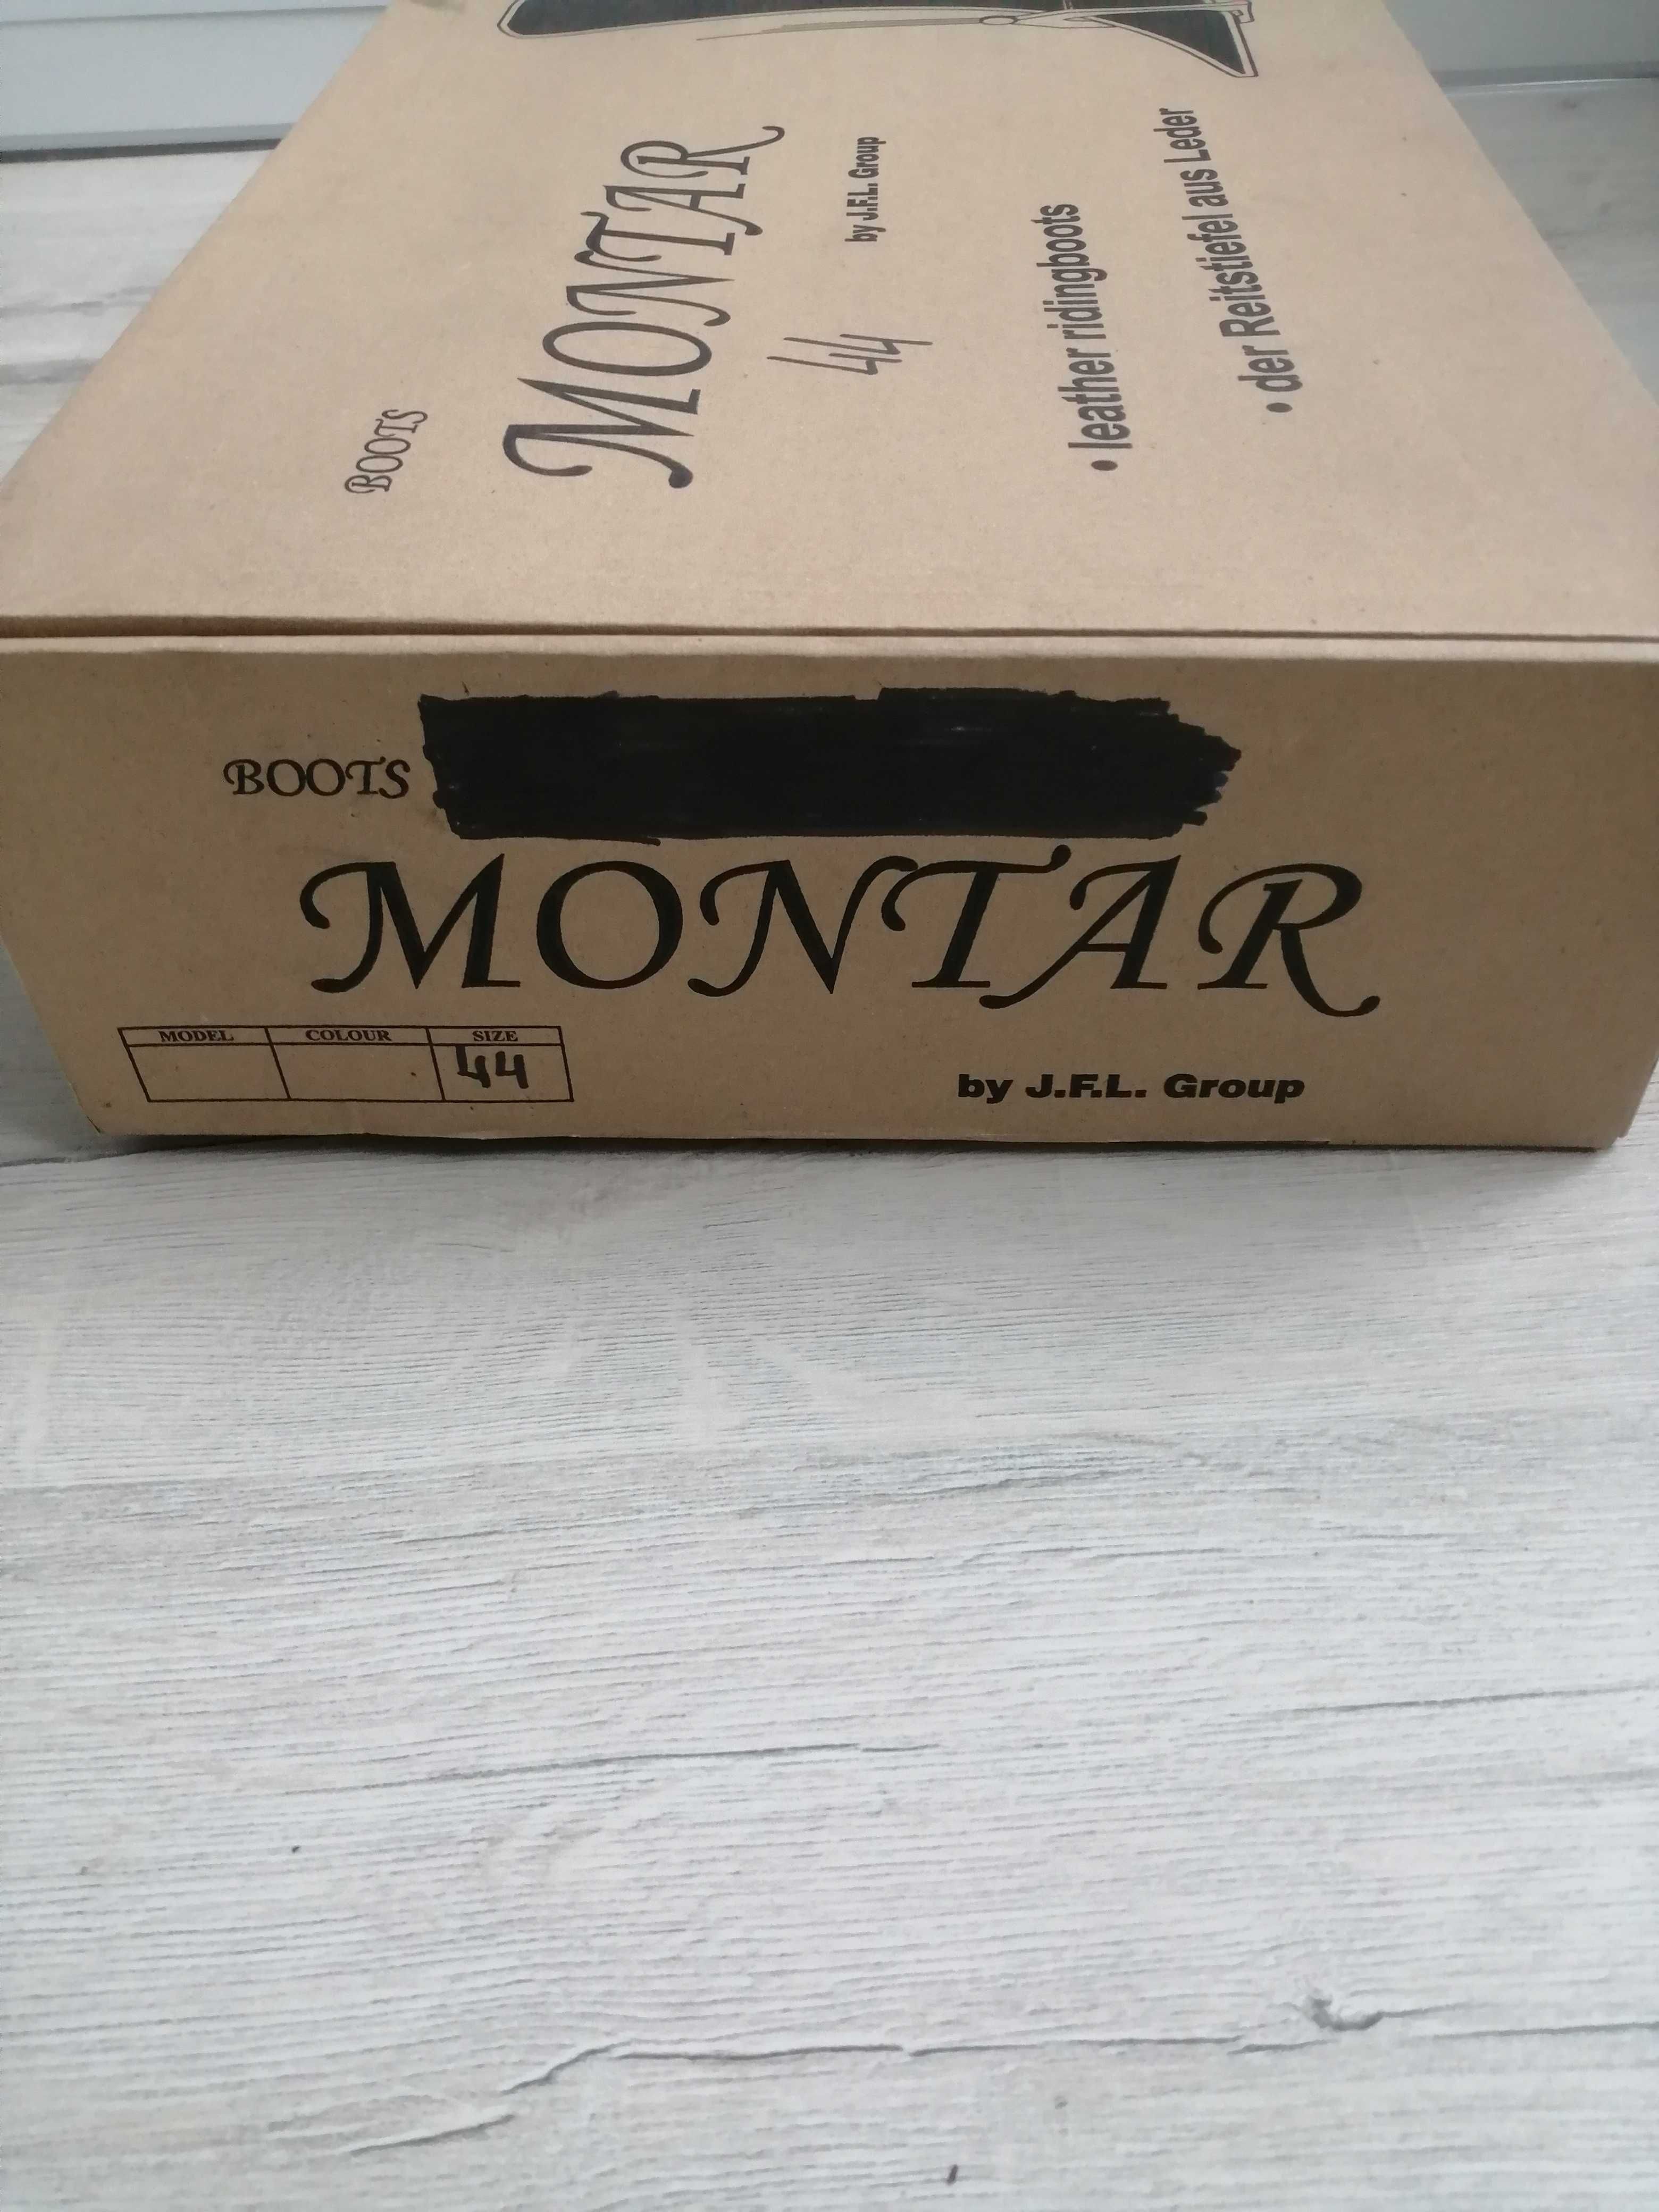 BOOTS
MONTAR
44
by J.F.L. Group
• leather ridingboots
• der Reitstiefel aus Leder
BOOTS
MONTAR
MODEL COLOUR SIZE
44
by J.F.L. Group